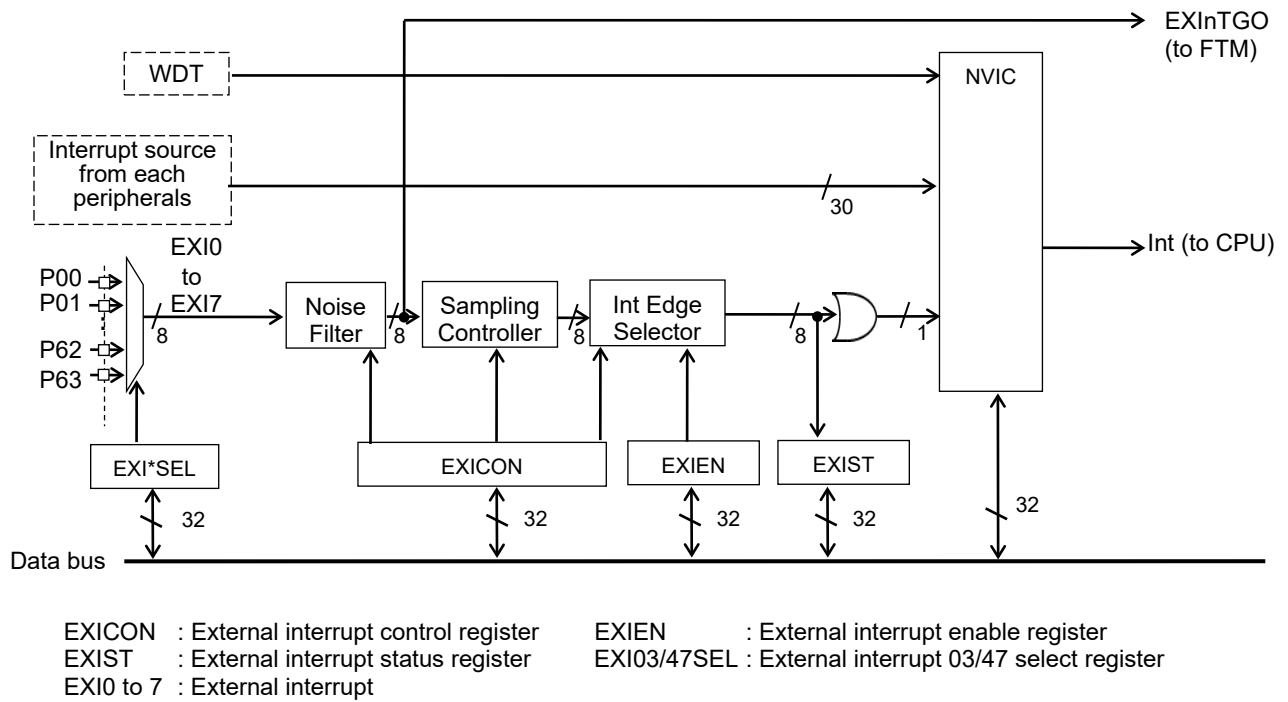 EXInTGO
(to FTM)
WDT
NVIC
Interrupt source
from each
peripherals
30
Int (to CPU)
EXI0
to
EXI7
P00
P01
P62
P63
8
Noise
Filter
8
Sampling
Controller
8
Int Edge
Selector
8
1
EXI*SEL
EXICON
EXIEN
EXIST
32
32
32
32
32
Data bus
EXICON : External interrupt control register
EXIEN : External interrupt enable register
EXIST : External interrupt status register
EXI03/47SEL : External interrupt 03/47 select register
EXI0 to 7 : External interrupt